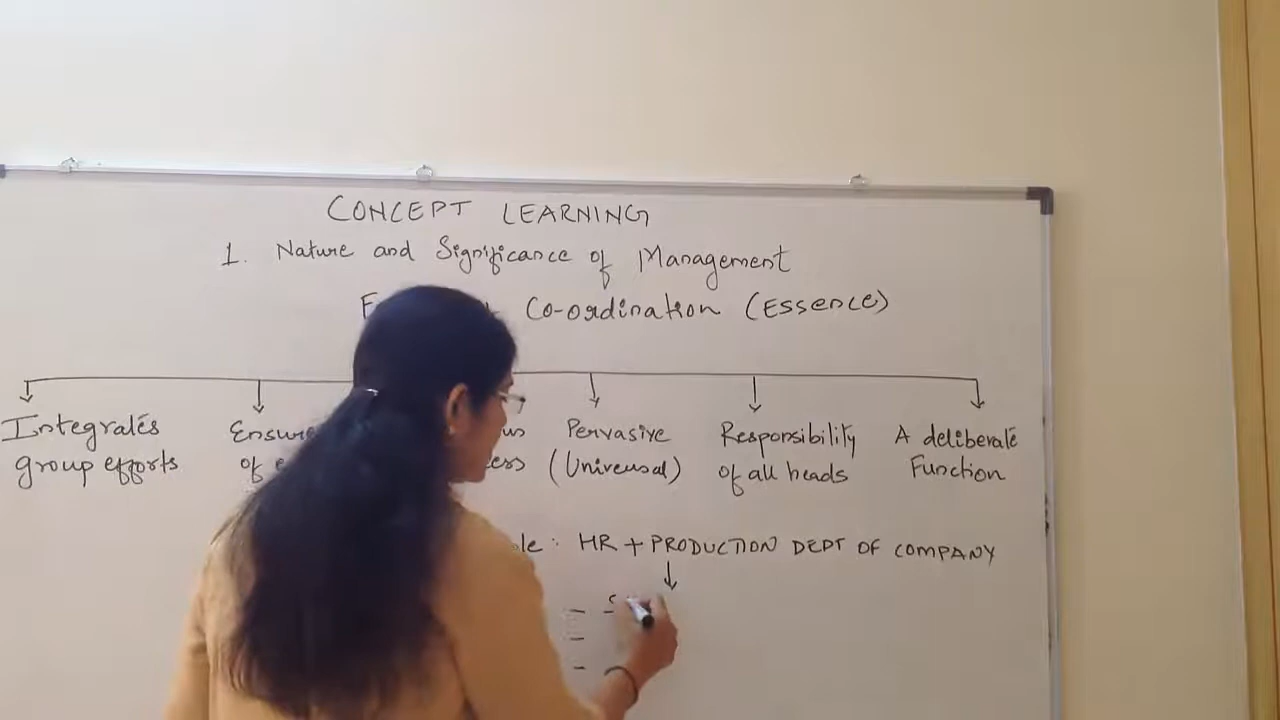 CONCEPT LEARNING
1. Nature and Significance of Management
Co-ordination (Essence)
Integrates
group efforts
Pervasive
(Universal)
Responsibility
of all heads
A deliberate
Function
HR + PRODUCTION DEPT OF COMPANY